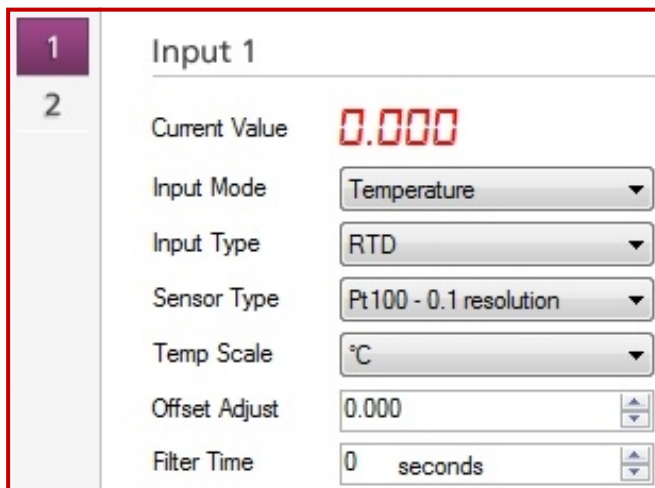 1
2
Input 1
Current Value 0.000
Input Mode Temperature
Input Type RTD
Sensor Type Pt100 - 0.1 resolution
Temp Scale °C
Offset Adjust 0.000
Filter Time 0 seconds